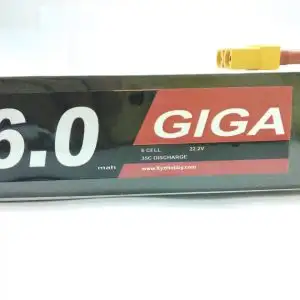 6.0
GIGA
mah
6 CELL 22.2V
35C DISCHARGE